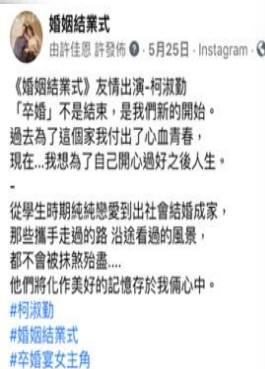 婚姻結業式
由許佳恩 許發佈 · 5月25日 · Instagram ·
《婚姻結業式》友情出演-柯淑勤
「卒婚」不是結束，是我們新的開始。
過去為了這個家我付出了心血青春，
現在...我想為了自己開心過好之後人生。
-
從學生時期純純戀愛到出社會結婚成家，
那些攜手走過的路 沿途看過的風景，
都不會被抹煞殆盡....
他們將化作美好的記憶存於我倆心中。
#柯淑勤
#婚姻結業式
#卒婚宴女主角